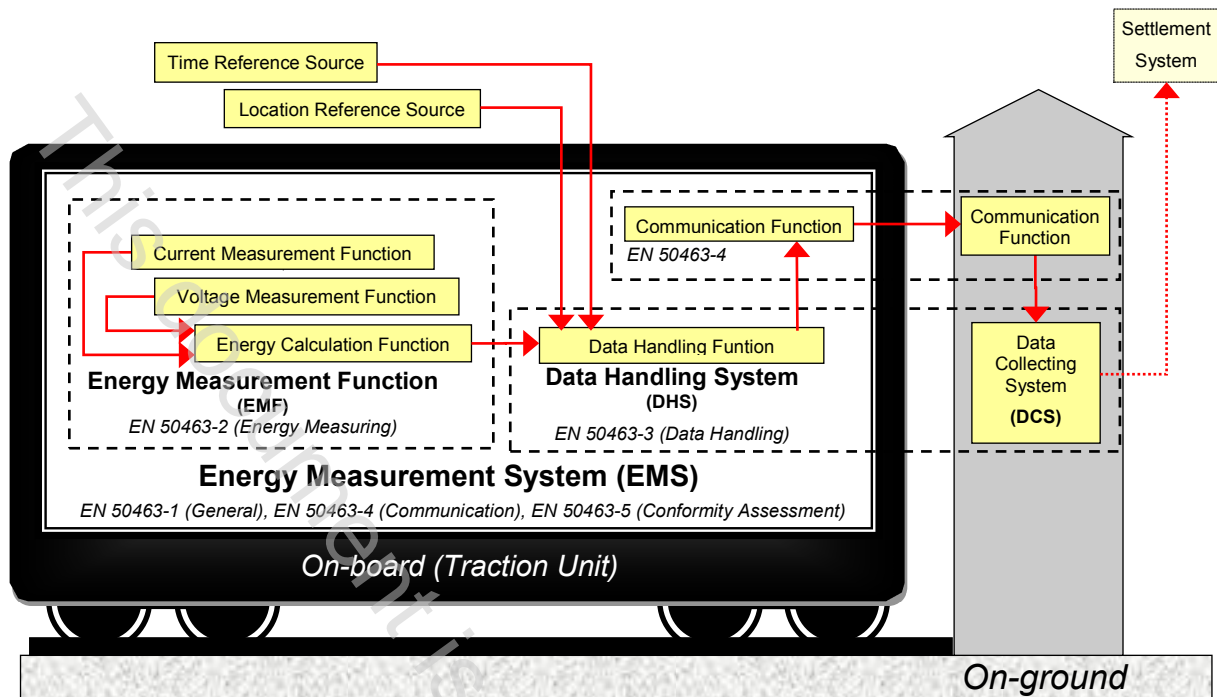 Settlement
System
Time Reference Source
Location Reference Source
Communication Function
EN 50463-4
Communication
Function
Current Measurement Function
Voltage Measurement Function
Energy Calculation Function
Data Handling Funtion
Data
Collecting
System
(DCS)
Energy Measurement Function
(EMF)
EN 50463-2 (Energy Measuring)
Data Handling System
(DHS)
EN 50463-3 (Data Handling)
Energy Measurement System (EMS)
EN 50463-1 (General), EN 50463-4 (Communication), EN 50463-5 (Conformity Assessment)
On-board (Traction Unit)
On-ground
This document is